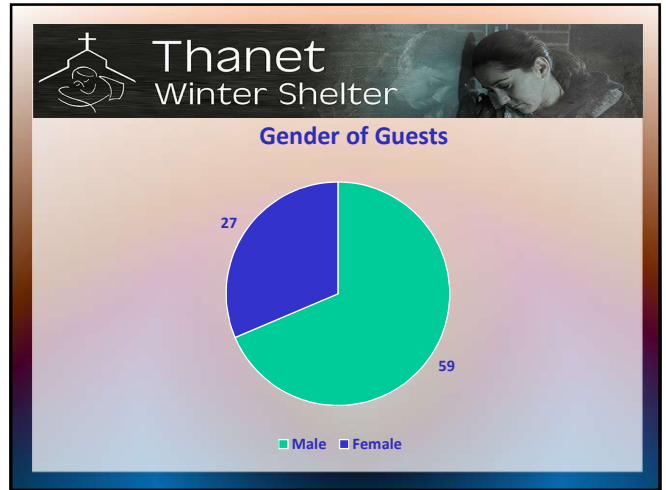 Thanet
Winter Shelter
Gender of Guests
27
59
Male Female